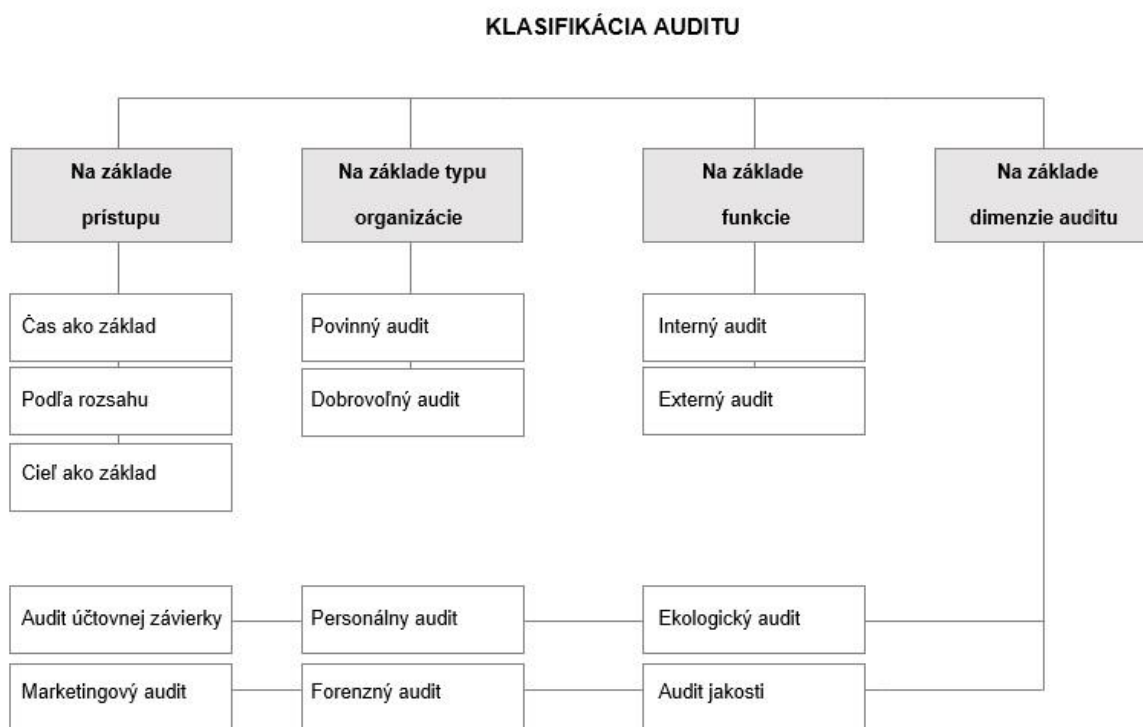 KLASIFIKÁCIA AUDITU
Na základe
prístupu
Na základe typu
organizácie
Na základe
funkcie
Na základe
dimenzie auditu
Čas ako základ
Podľa rozsahu
Cieľ ako základ
Povinný audit
Dobrovoľný audit
Interný audit
Externý audit
Audit účtovnej závierky
Personálny audit
Ekologický audit
Marketingový audit
Forenzný audit
Audit jakosti